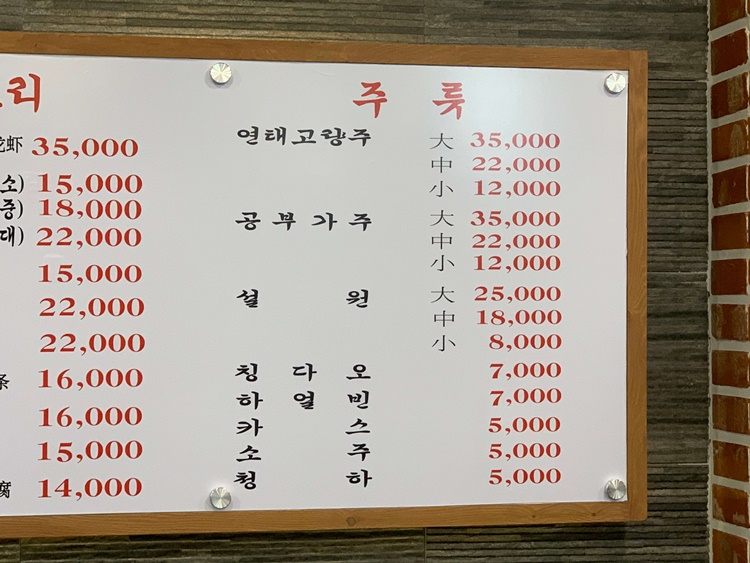 리
虾 35,000
소) 15,000
중) 18,000
대) 22,000
15,000
22,000
22,000
条 16,000
16,000
15,000
腐 14,000
주 류
연태고량주 大 35,000
中 22,000
小 12,000
공부가주 大 35,000
中 22,000
小 12,000
설원 大 25,000
中 18,000
小 8,000
칭다오 7,000
하얼빈 7,000
카스 5,000
소주 5,000
청하 5,000